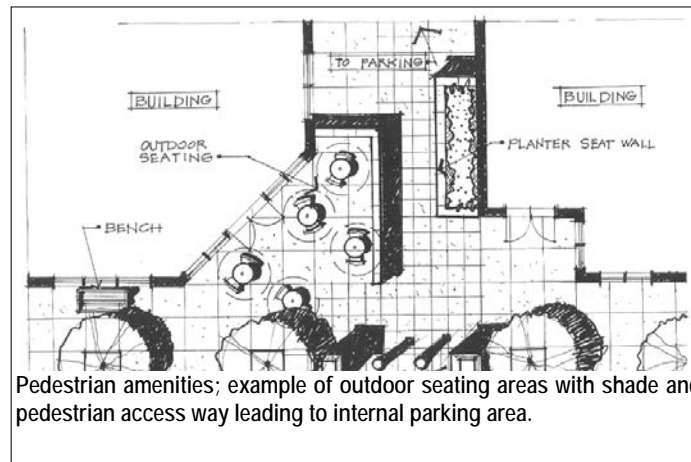 TO PARKING
BUILDING
BUILDING
OUTDOOR
SEATING
PLANTER SEAT WALL
BENCH
Pedestrian amenities; example of outdoor seating areas with shade and
pedestrian access way leading to internal parking area.